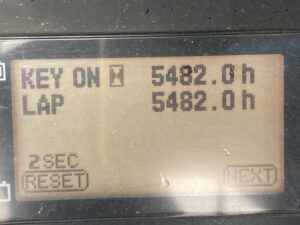 KEY ON 5482.0h
LAP 5482.0h
2SEC
RESET NEXT